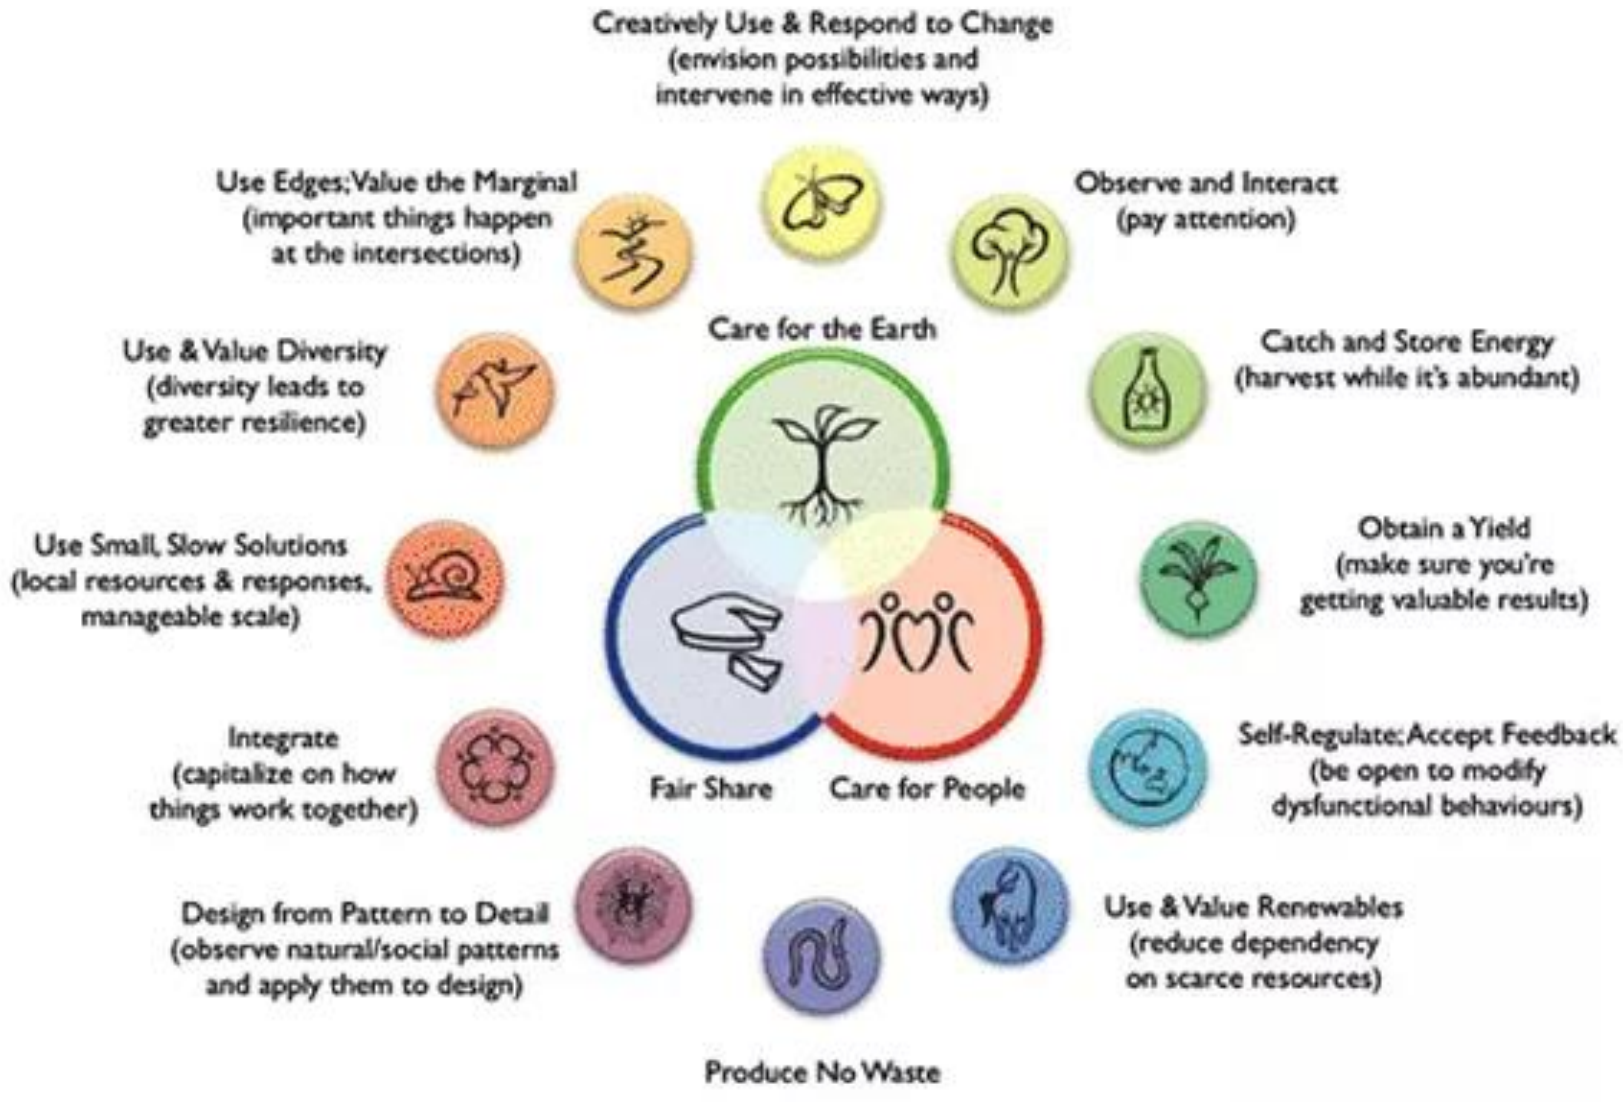 Creatively Use & Respond to Change
(envision possibilities and
intervene in effective ways)
Use Edges; Value the Marginal
(important things happen
at the intersections)
Observe and Interact
(pay attention)
Care for the Earth
Use & Value Diversity
(diversity leads to
greater resilience)
Catch and Store Energy
(harvest while it's abundant)
Use Small, Slow Solutions
(local resources & responses,
manageable scale)
Obtain a Yield
(make sure you're
getting valuable results)
Integrate
(capitalize on how
things work together)
Fair Share
Care for People
Self-Regulate; Accept Feedback
(be open to modify
dysfunctional behaviours)
Design from Pattern to Detail
(observe natural/social patterns
and apply them to design)
Use & Value Renewables
(reduce dependency
on scarce resources)
Produce No Waste